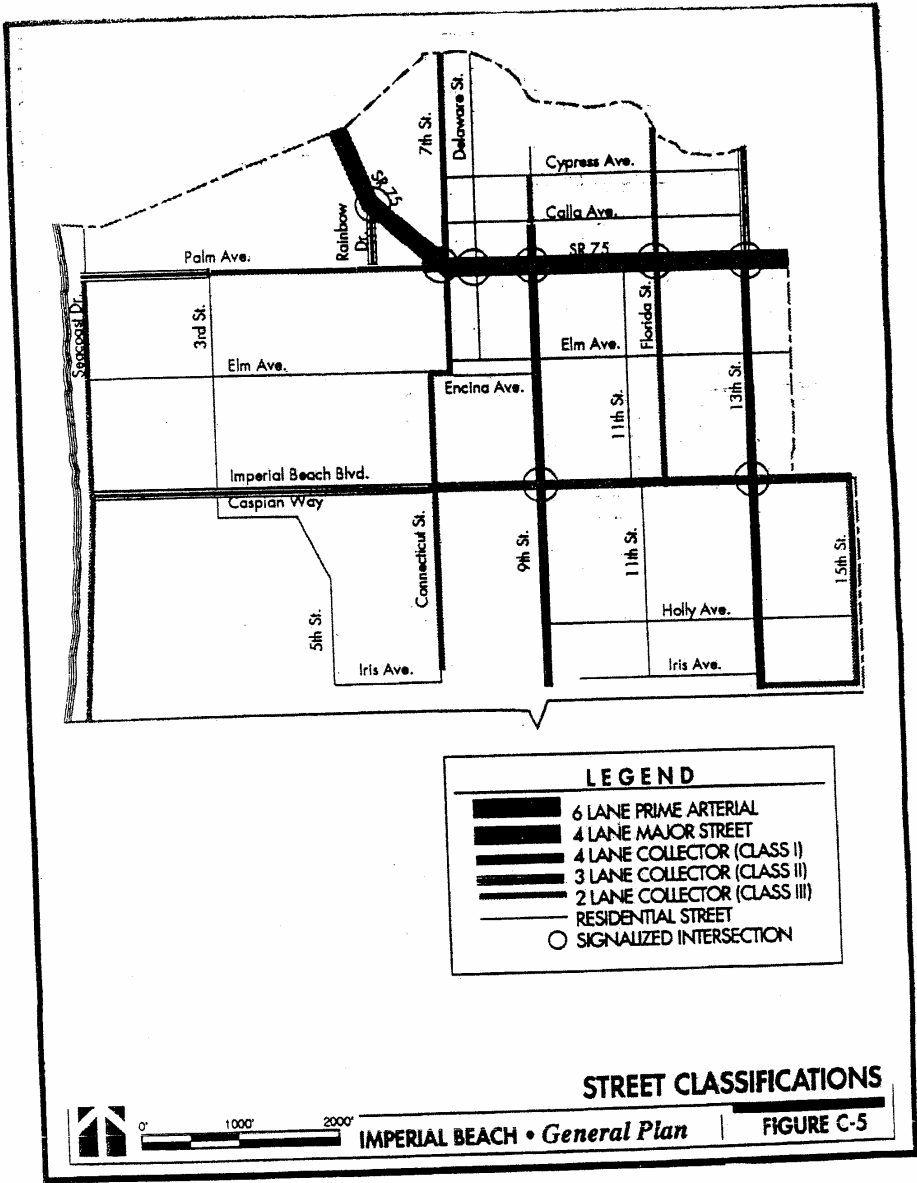 7th St.
Delaware St.
Cypress Ave.
SR 75
Calla Ave.
Rainbow
Dr.
Palm Ave.
SR 75
Seacoast Dr.
3rd St.
Florida St.
Elm Ave.
Elm Ave.
Encina Ave.
11th St.
13th St.
Imperial Beach Blvd.
Caspian Way
Connecticut St.
9th St.
11th St.
15th St.
5th St.
Holly Ave.
Iris Ave.
Iris Ave.
LEGEND
6 LANE PRIME ARTERIAL
4 LANE MAJOR STREET
4 LANE COLLECTOR (CLASS I)
3 LANE COLLECTOR (CLASS II)
2 LANE COLLECTOR (CLASS III)
RESIDENTIAL STREET
SIGNALIZED INTERSECTION
STREET CLASSIFICATIONS
0' 1000' 2000'
IMPERIAL BEACH • General Plan
FIGURE C-5